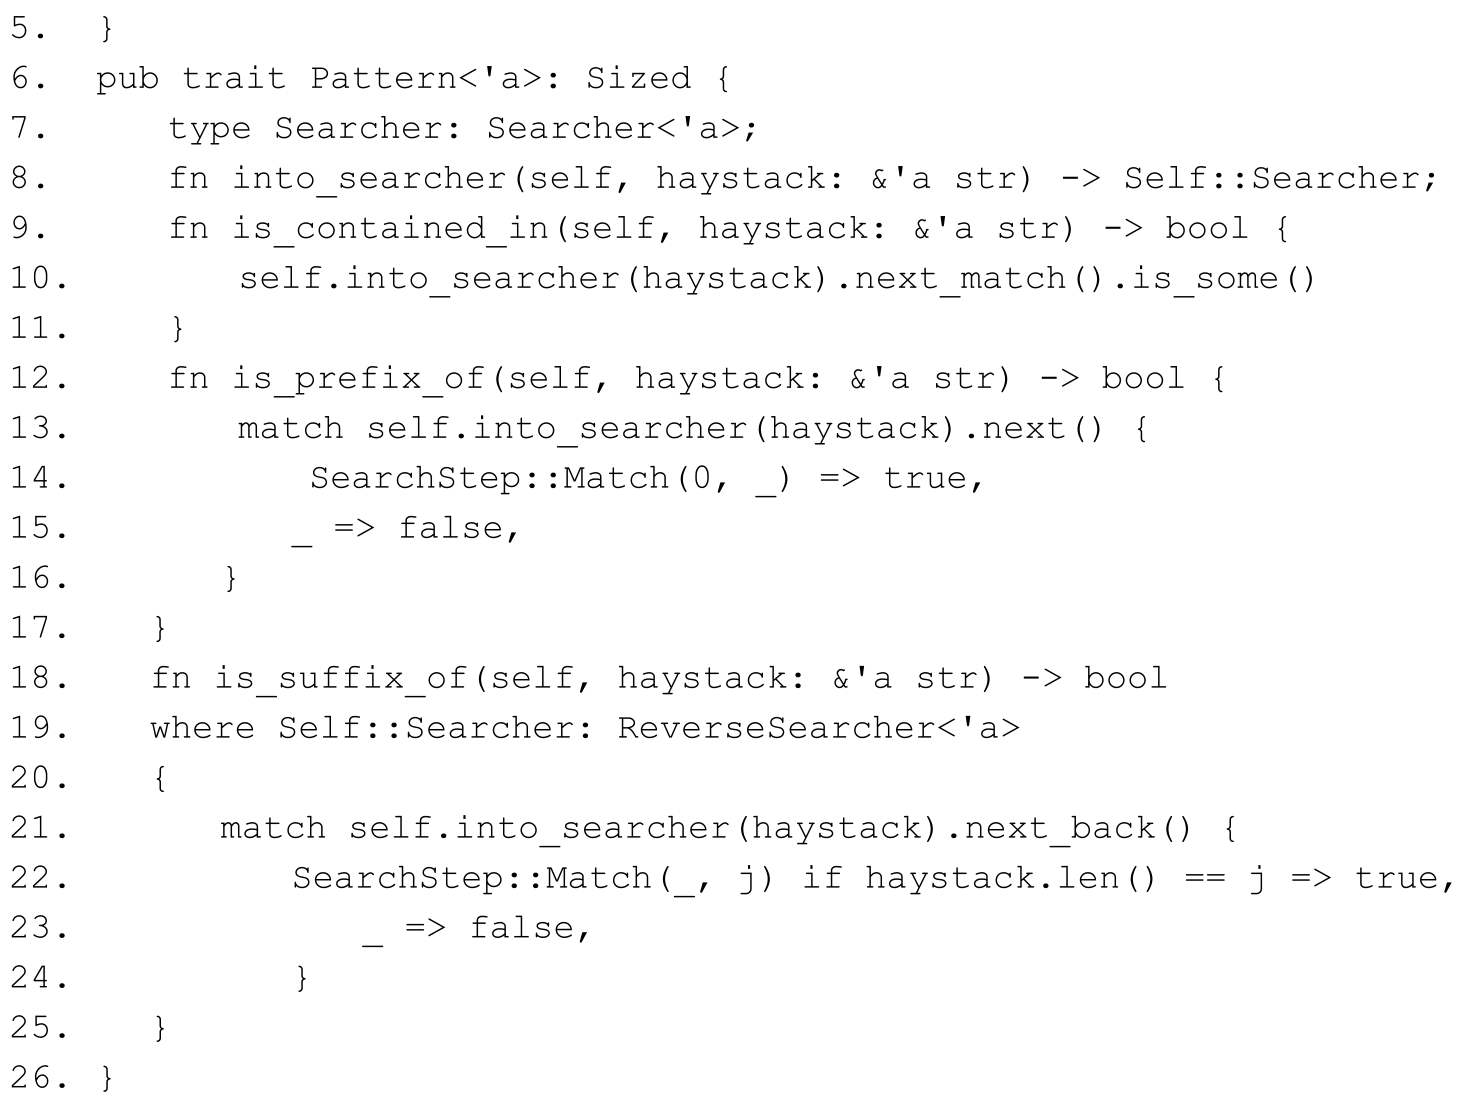 5. }
6. pub trait Pattern<'a>: Sized {
7. type Searcher: Searcher<'a>;
8. fn into_searcher(self, haystack: &'a str) -> Self::Searcher;
9. fn is_contained_in(self, haystack: &'a str) -> bool {
10. self.into_searcher(haystack).next_match().is_some()
11. }
12. fn is_prefix_of(self, haystack: &'a str) -> bool {
13. match self.into_searcher(haystack).next() {
14. SearchStep::Match(0, _) => true,
15. _ => false,
16. }
17. }
18. fn is_suffix_of(self, haystack: &'a str) -> bool
19. where Self::Searcher: ReverseSearcher<'a>
20. {
21. match self.into_searcher(haystack).next_back() {
22. SearchStep::Match(_, j) if haystack.len() == j => true,
23. _ => false,
24. }
25. }
26. }